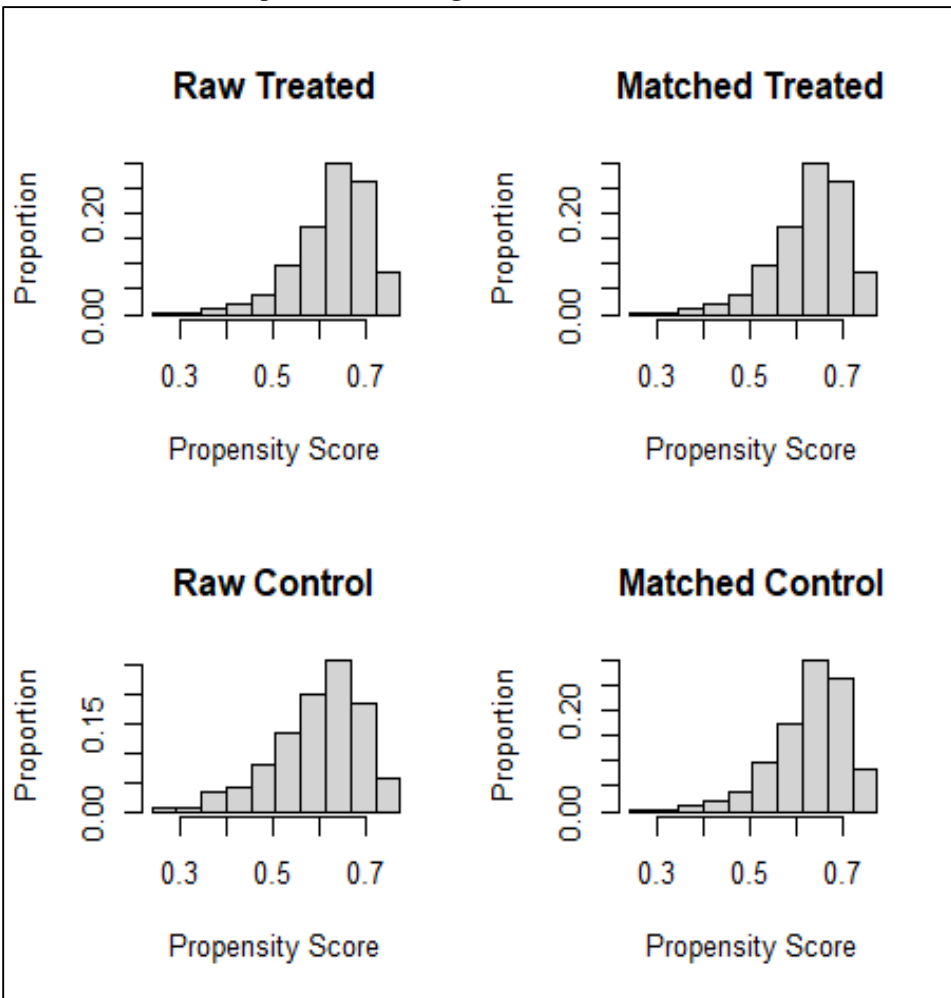 Raw Treated
Proportion
0.20
0.00
0.3 0.5 0.7
Propensity Score
Matched Treated
Proportion
0.20
0.00
0.3 0.5 0.7
Propensity Score
Raw Control
Proportion
0.15
0.00
0.3 0.5 0.7
Propensity Score
Matched Control
Proportion
0.20
0.00
0.3 0.5 0.7
Propensity Score